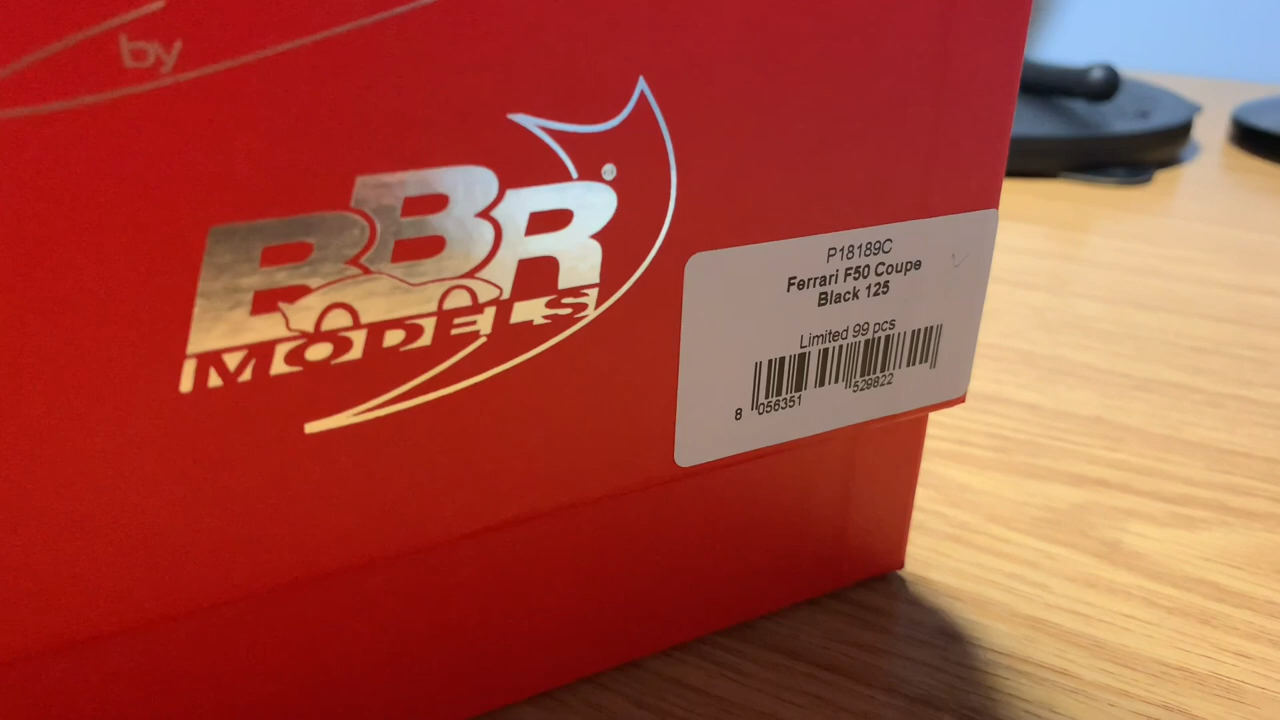 by
BBR®
MODELS
P18189C
Ferrari F50 Coupe
Black 125
Limited 99 pcs
8 056351 529822